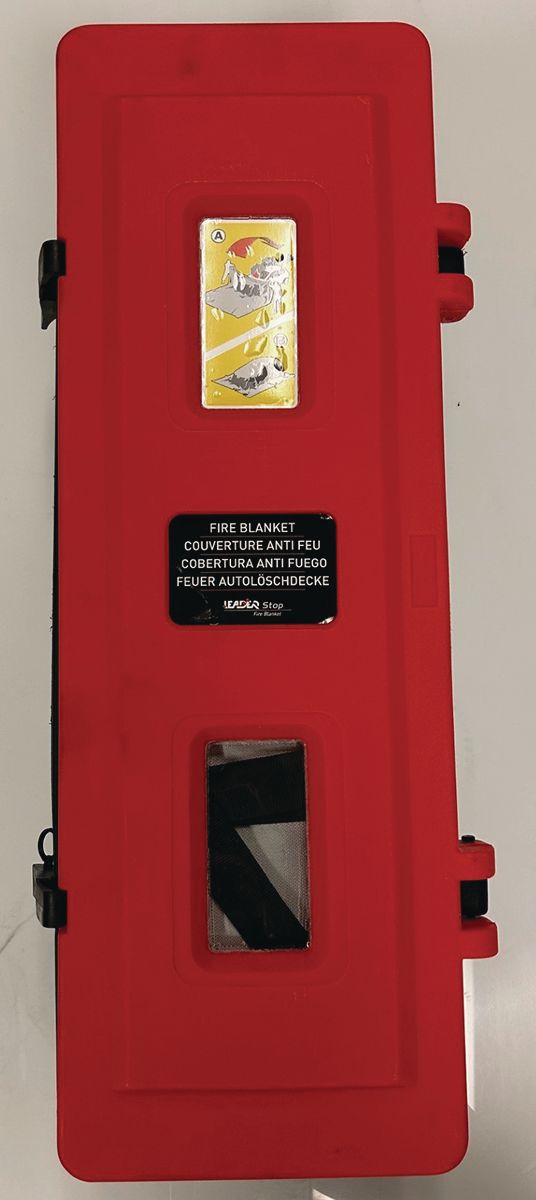 A
FIRE BLANKET
COUVERTURE ANTI FEU
COBERTURA ANTI FUEGO
FEUER AUTOLÖSCHDECKE
LEADER Stop
Fire Blanket